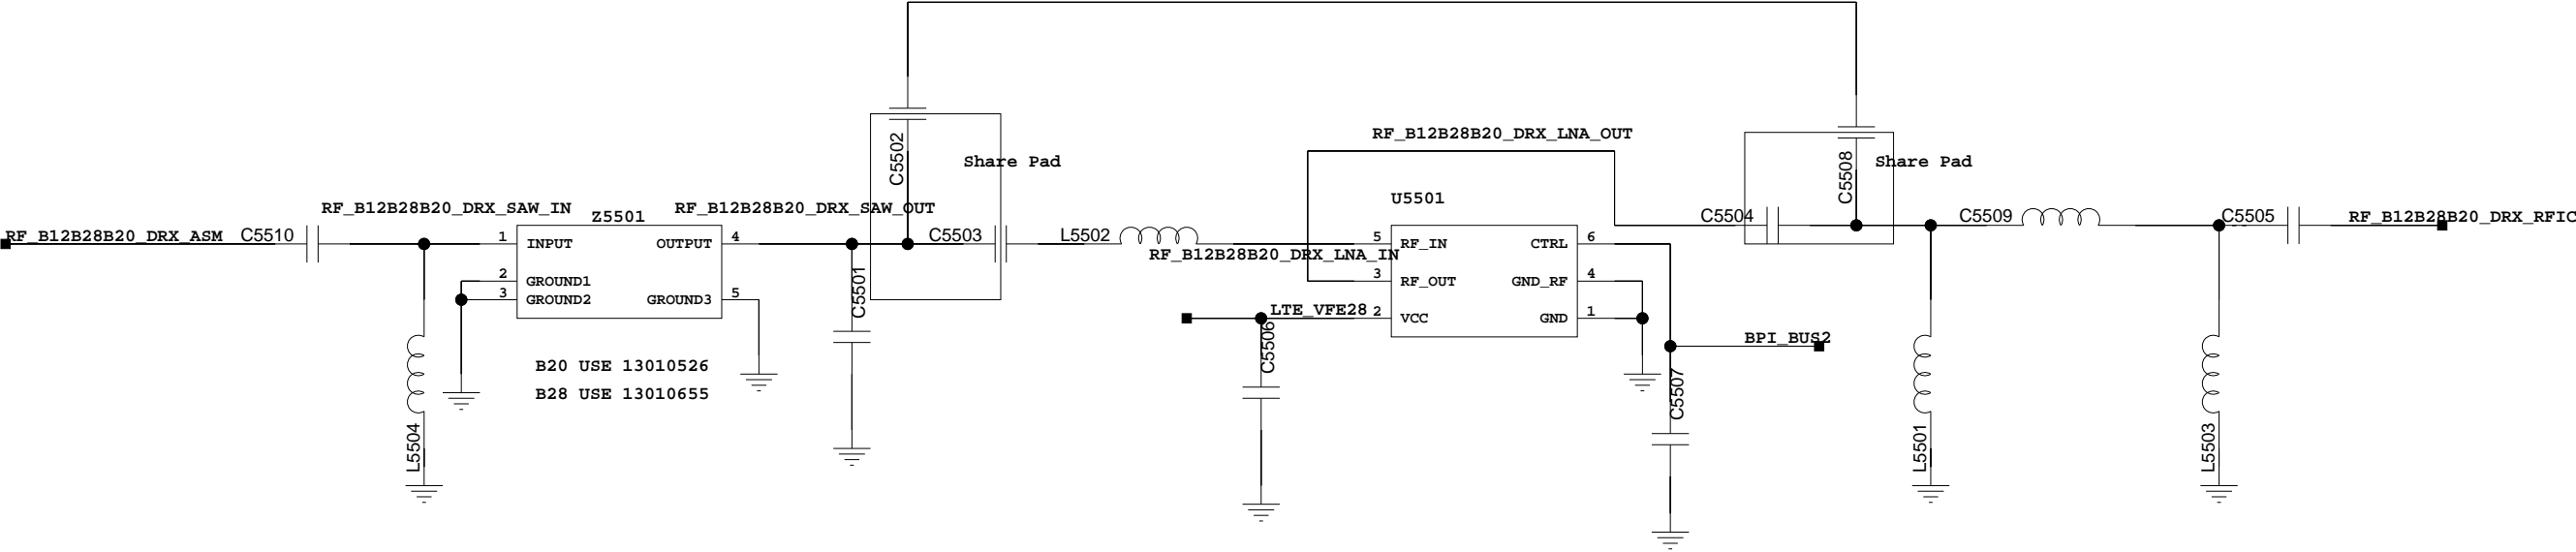 RF_B12B28B20_DRX_LNA_OUT
C5502
Share Pad
C5508
Share Pad
U5501
RF_B12B28B20_DRX_SAW_IN
Z5501
RF_B12B28B20_DRX_SAW_OUT
C5504
C5509
C5505
RF_B12B28B20_DRX_RFIC
RF_B12B28B20_DRX_ASM
C5510
1
INPUT
OUTPUT
4
C5503
L5502
RF_B12B28B20_DRX_LNA_IN
5
RF_IN
CTRL
6
2
GROUND1
3
GROUND2
GROUND3
5
C5501
3
RF_OUT
GND_RF
4
LTE_VFE28
2
VCC
GND
1
BPI_BUS2
C5506
C5507
B20 USE 13010526
B28 USE 13010655
L5504
L5501
L5503